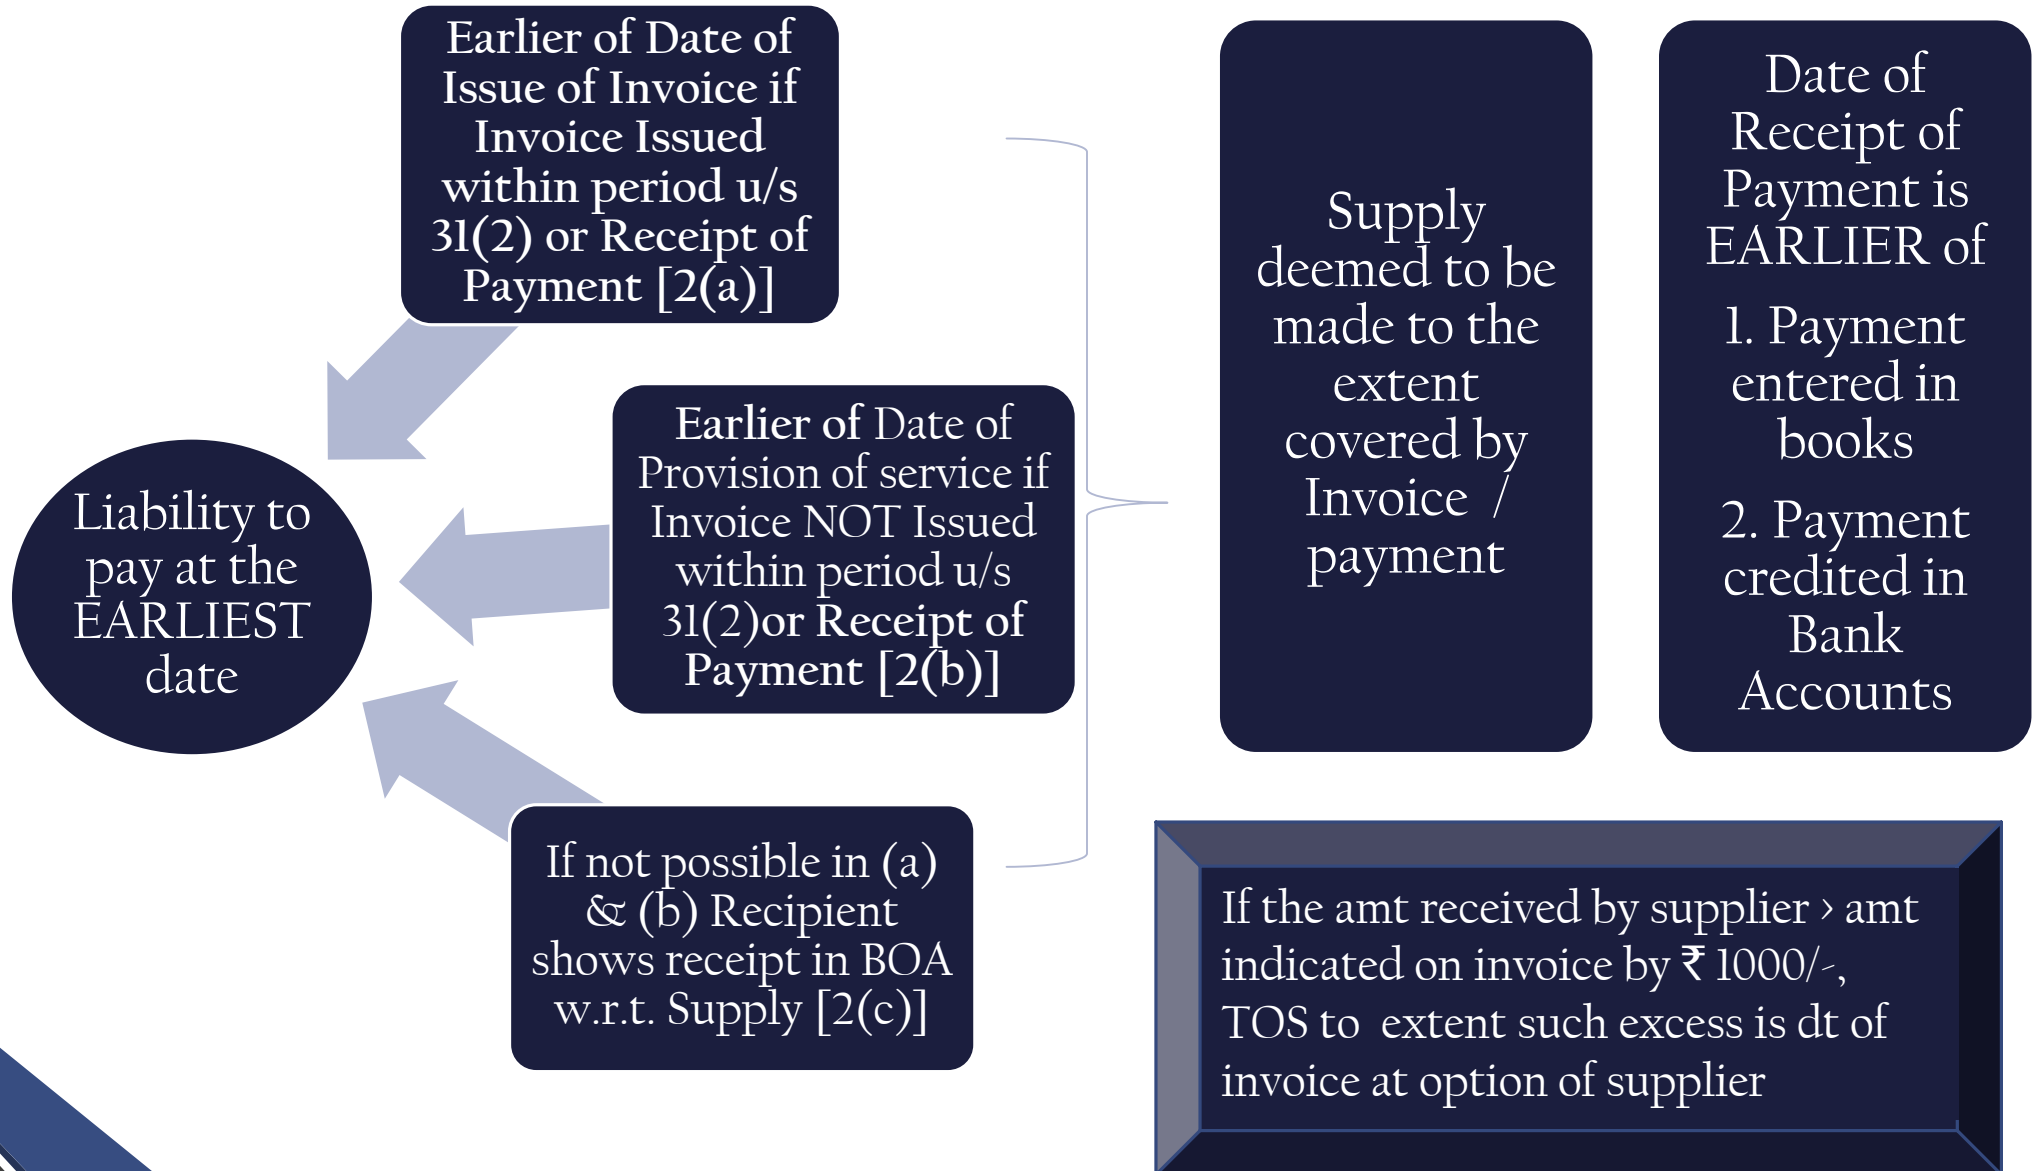 Earlier of Date of
Issue of Invoice if
Invoice Issued
within period u/s
31(2) or Receipt of
Payment [2(a)]
Liability to
pay at the
EARLIEST
date
Earlier of Date of
Provision of service if
Invoice NOT Issued
within period u/s
31(2)or Receipt of
Payment [2(b)]
If not possible in (a)
& (b) Recipient
shows receipt in BOA
w.r.t. Supply [2(c)]
Supply
deemed to be
made to the
extent
covered by
Invoice /
payment
Date of
Receipt of
Payment is
EARLIER of
1. Payment
entered in
books
2. Payment
credited in
Bank
Accounts
If the amt received by supplier > amt
indicated on invoice by ₹ 1000/-,
TOS to extent such excess is dt of
invoice at option of supplier